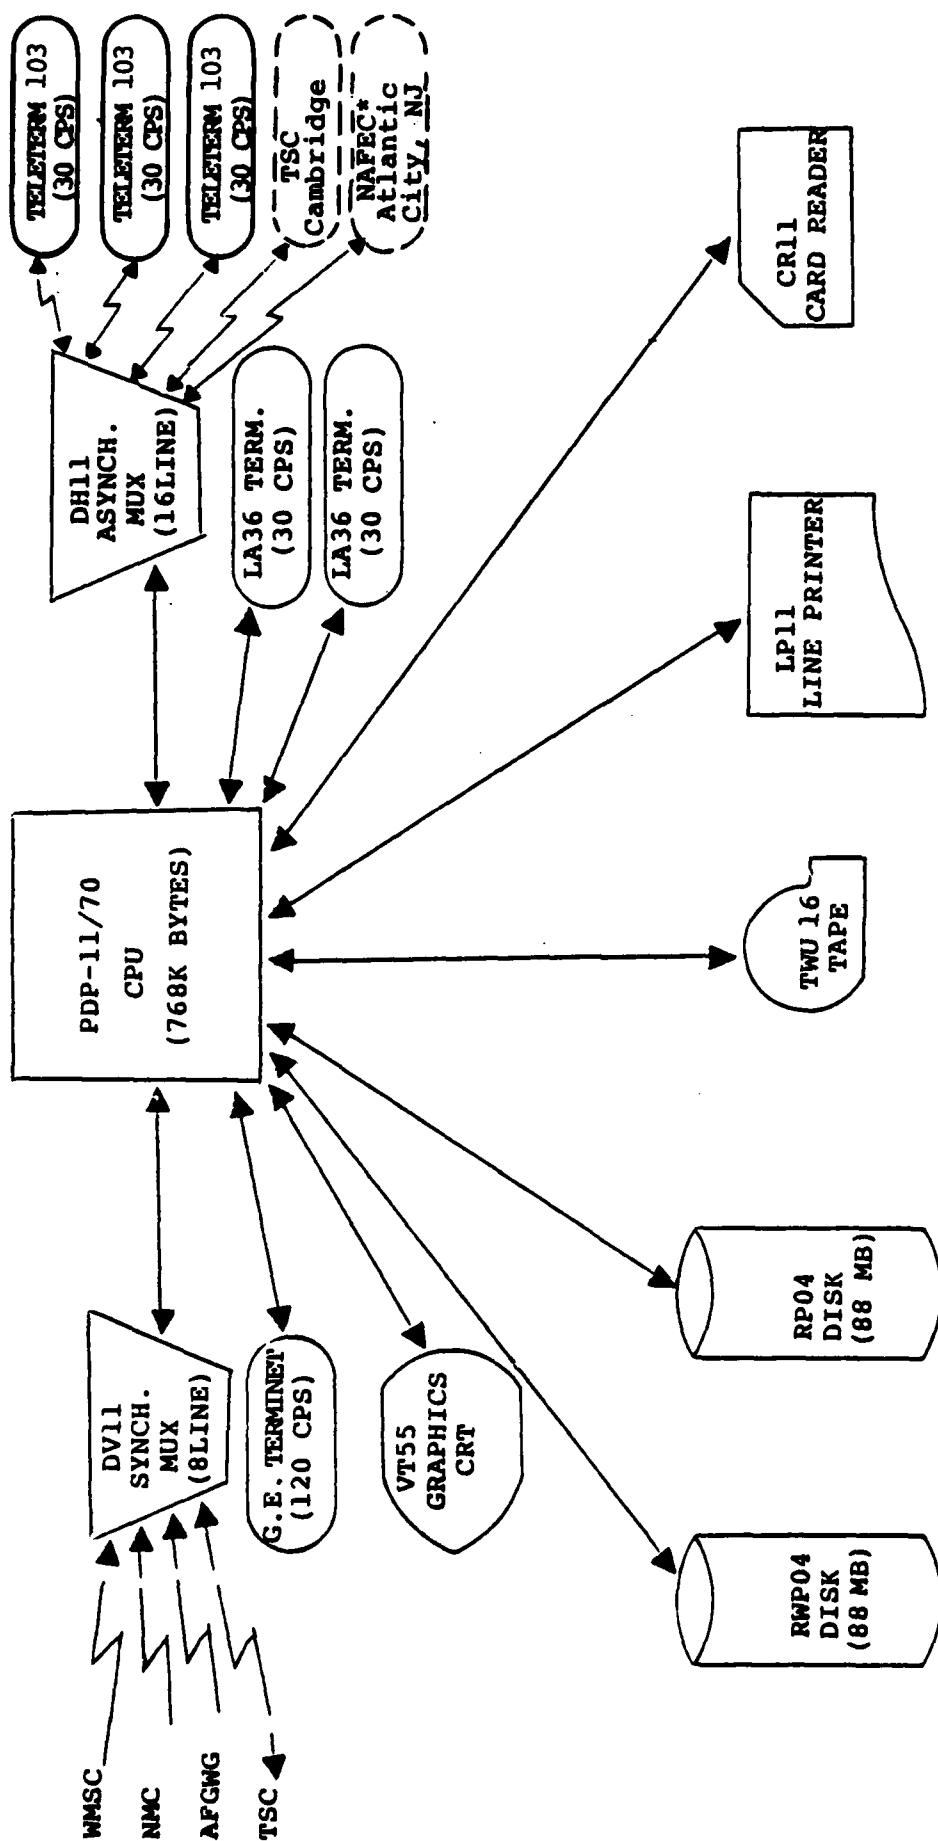 WMSC
NMC
AFGWG
TSC
DV11
SYNCH.
MUX
(8LINE)
G.E. TERMINET
(120 CPS)
VT55
GRAPHICS
CRT
RWP04
DISK
(88 MB)
RP04
DISK
(88 MB)
PDP-11/70
CPU
(768K BYTES)
TWU 16
TAPE
LP11
LINE PRINTER
CR11
CARD READER
DH11
ASYNCH.
MUX
(16LINE)
LA36 TERM.
(30 CPS)
LA36 TERM.
(30 CPS)
TELETERM 103
(30 CPS)
TELETERM 103
(30 CPS)
TELETERM 103
(30 CPS)
TSC
Cambridge
NAFEC*
Atlantic
City, NJ